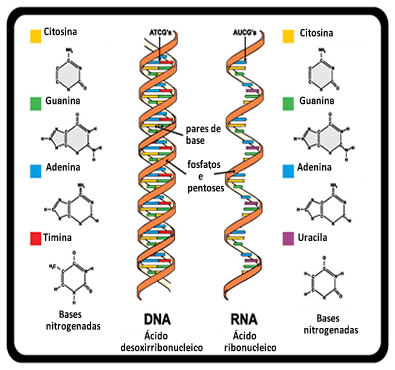 Citosina
Guanina
Adenina
Timina
Bases
nitrogenadas
ATCG's
AUCG's
pares de
base
fosfatos
e
pentoses
DNA
Ácido
desoxirribonucleico
RNA
Ácido
ribonucleico
Citosina
Guanina
Adenina
Uracila
Bases
nitrogenadas